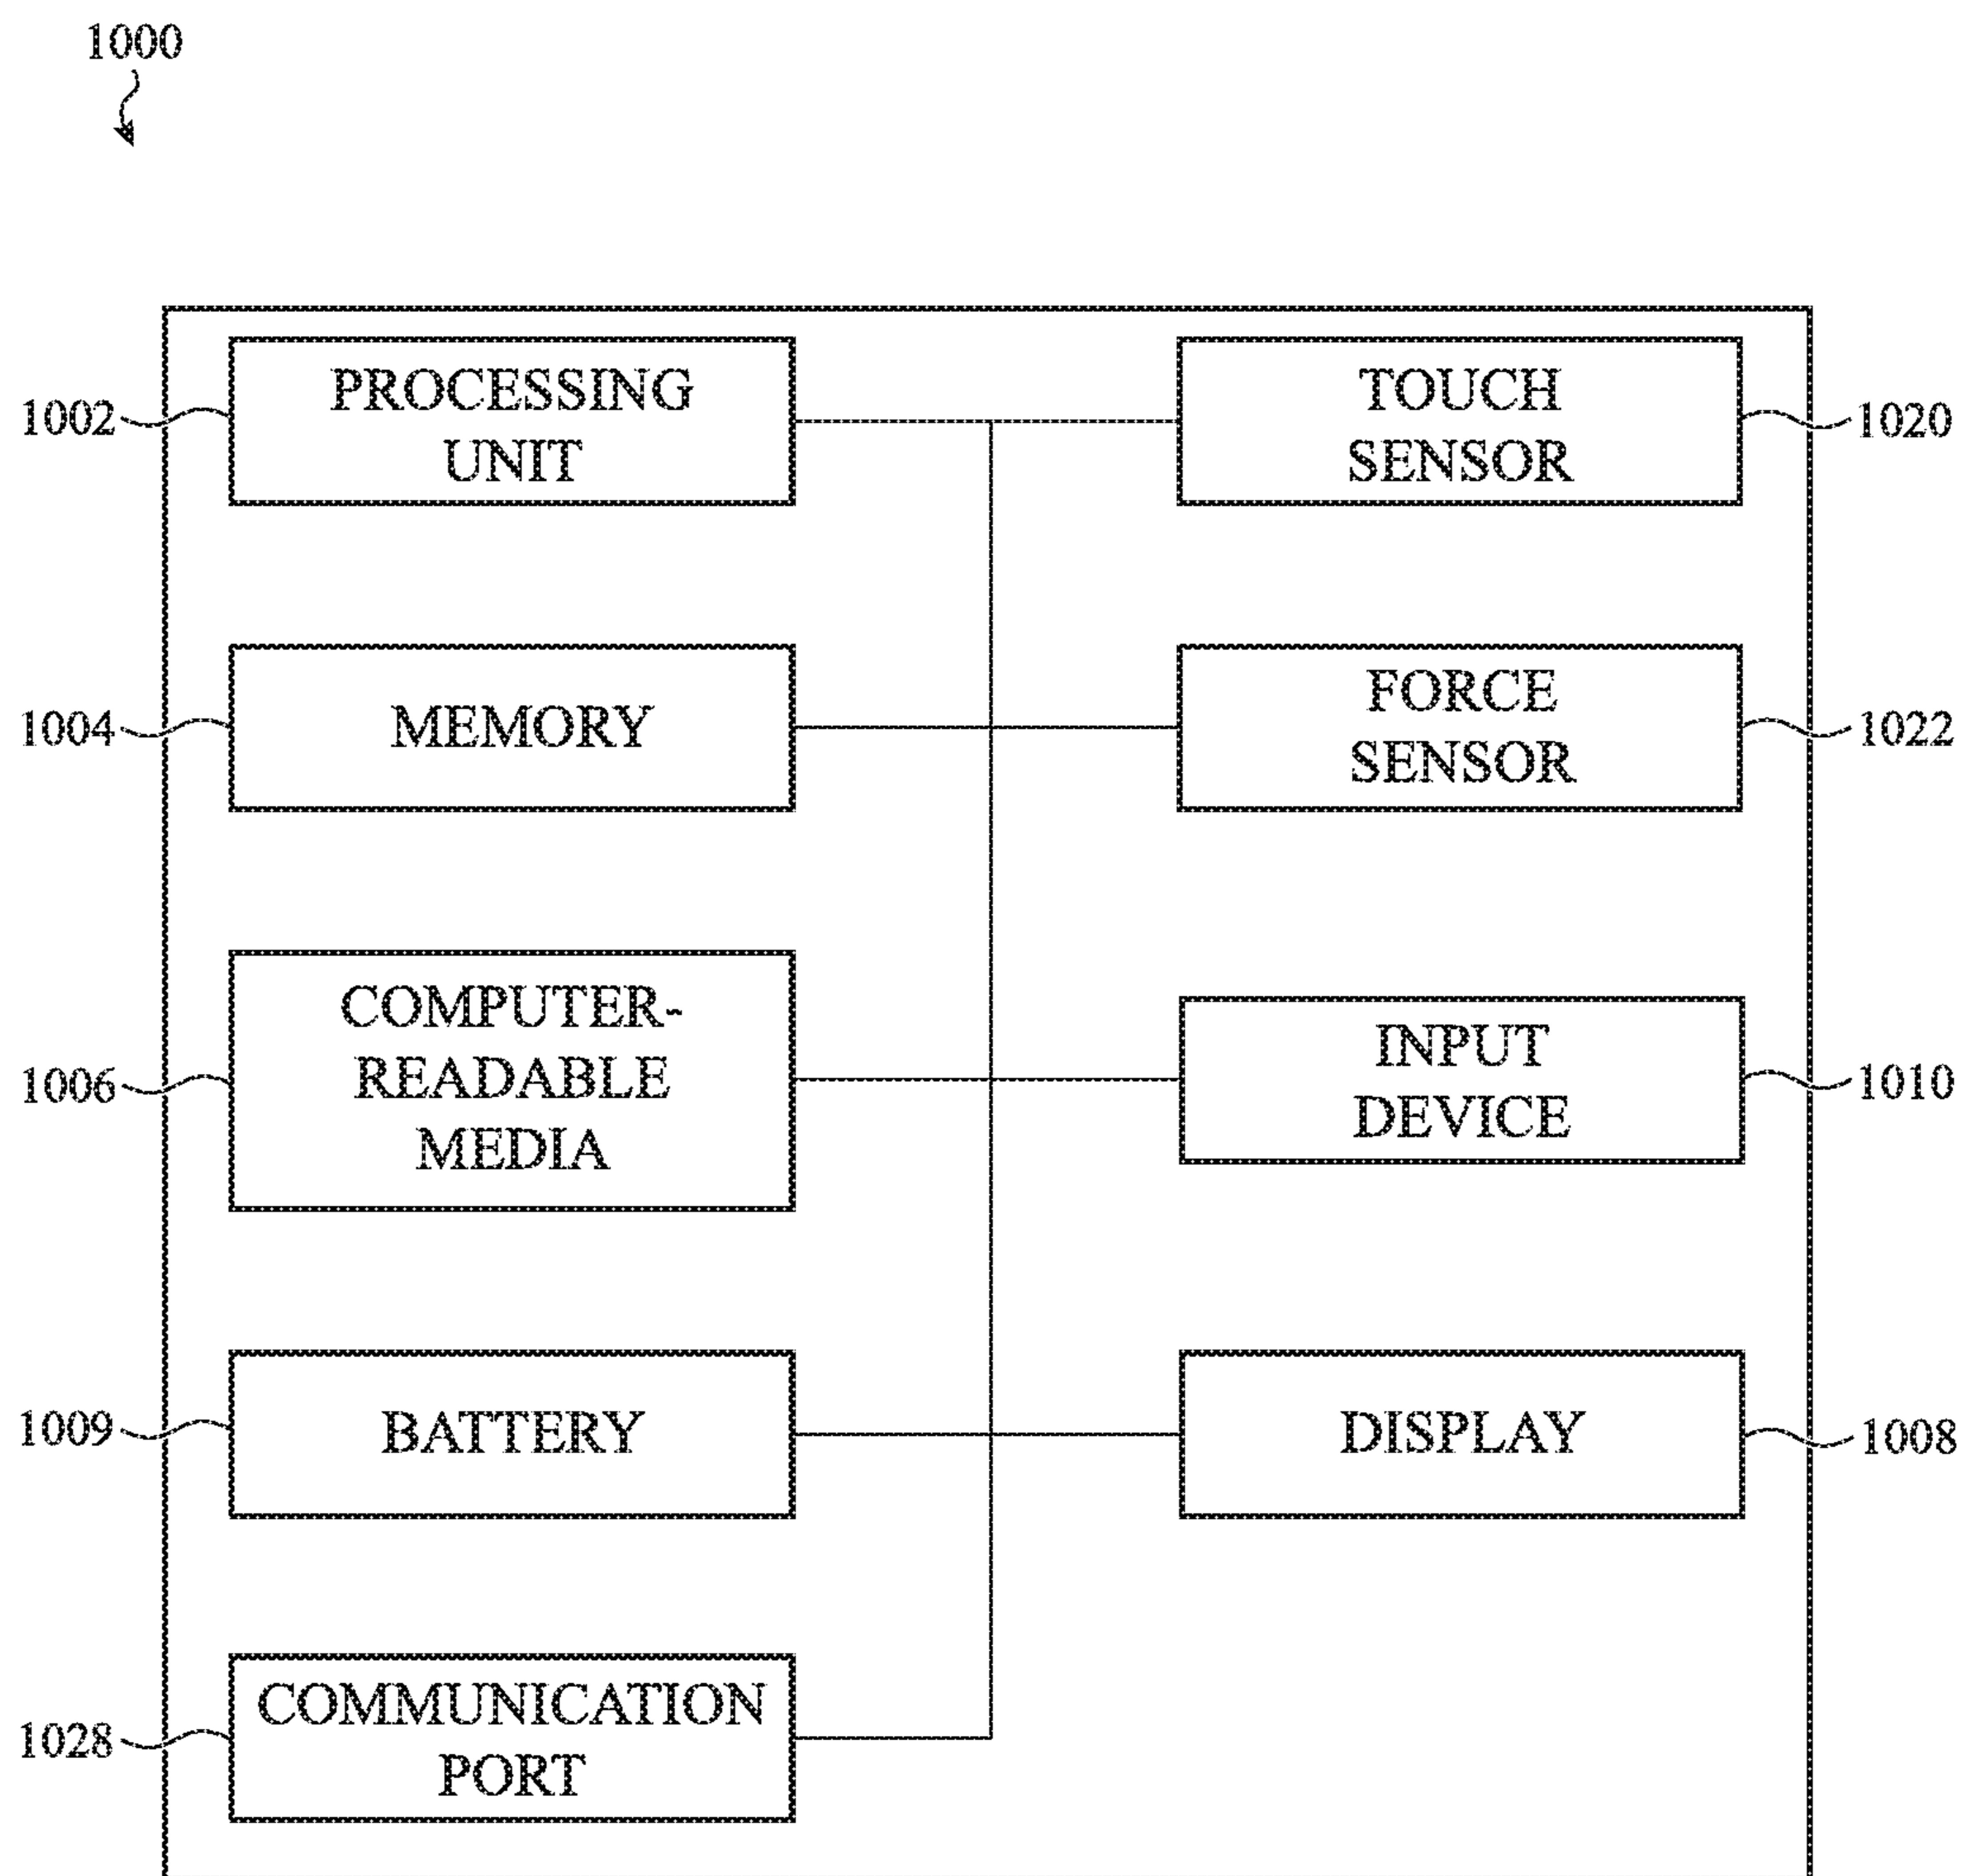 1000
1002
PROCESSING
UNIT
TOUCH
SENSOR
1020
1004
MEMORY
FORCE
SENSOR
1022
1006
COMPUTER-
READABLE
MEDIA
INPUT
DEVICE
1010
1009
BATTERY
DISPLAY
1008
1028
COMMUNICATION
PORT